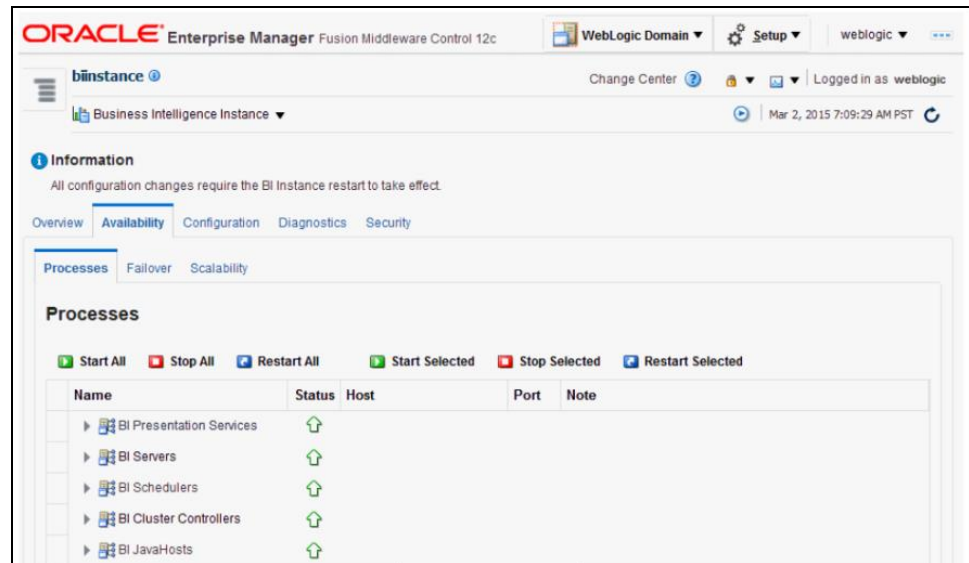 ORACLE Enterprise Manager Fusion Middleware Control 12c WebLogic Domain Setup weblogic
biinstance Change Center Logged in as weblogic
Business Intelligence Instance Mar 2, 2015 7:09:29 AM PST
Information
All configuration changes require the BI Instance restart to take effect.
Overview Availability Configuration Diagnostics Security
Processes Failover Scalability
Processes
Start All Stop All Restart All Start Selected Stop Selected Restart Selected
Name Status Host Port Note
BI Presentation Services
BI Servers
BI Schedulers
BI Cluster Controllers
BI JavaHosts